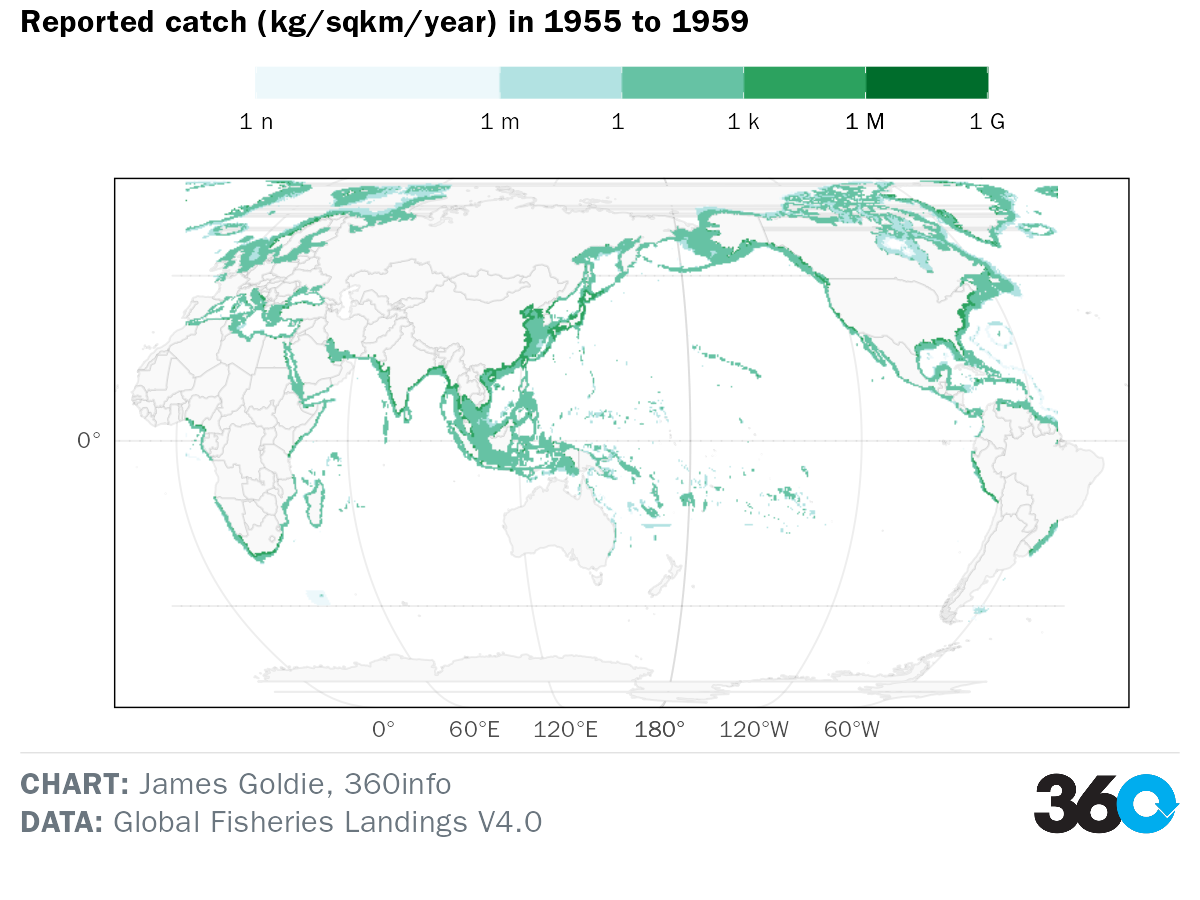 Reported catch (kg/sqkm/year) in 1955 to 1959
1 n 1 m 1 1 k 1 M 1 G
0°
0° 60°E 120°E 180° 120°W 60°W
CHART: James Goldie, 360info
DATA: Global Fisheries Landings V4.0
360